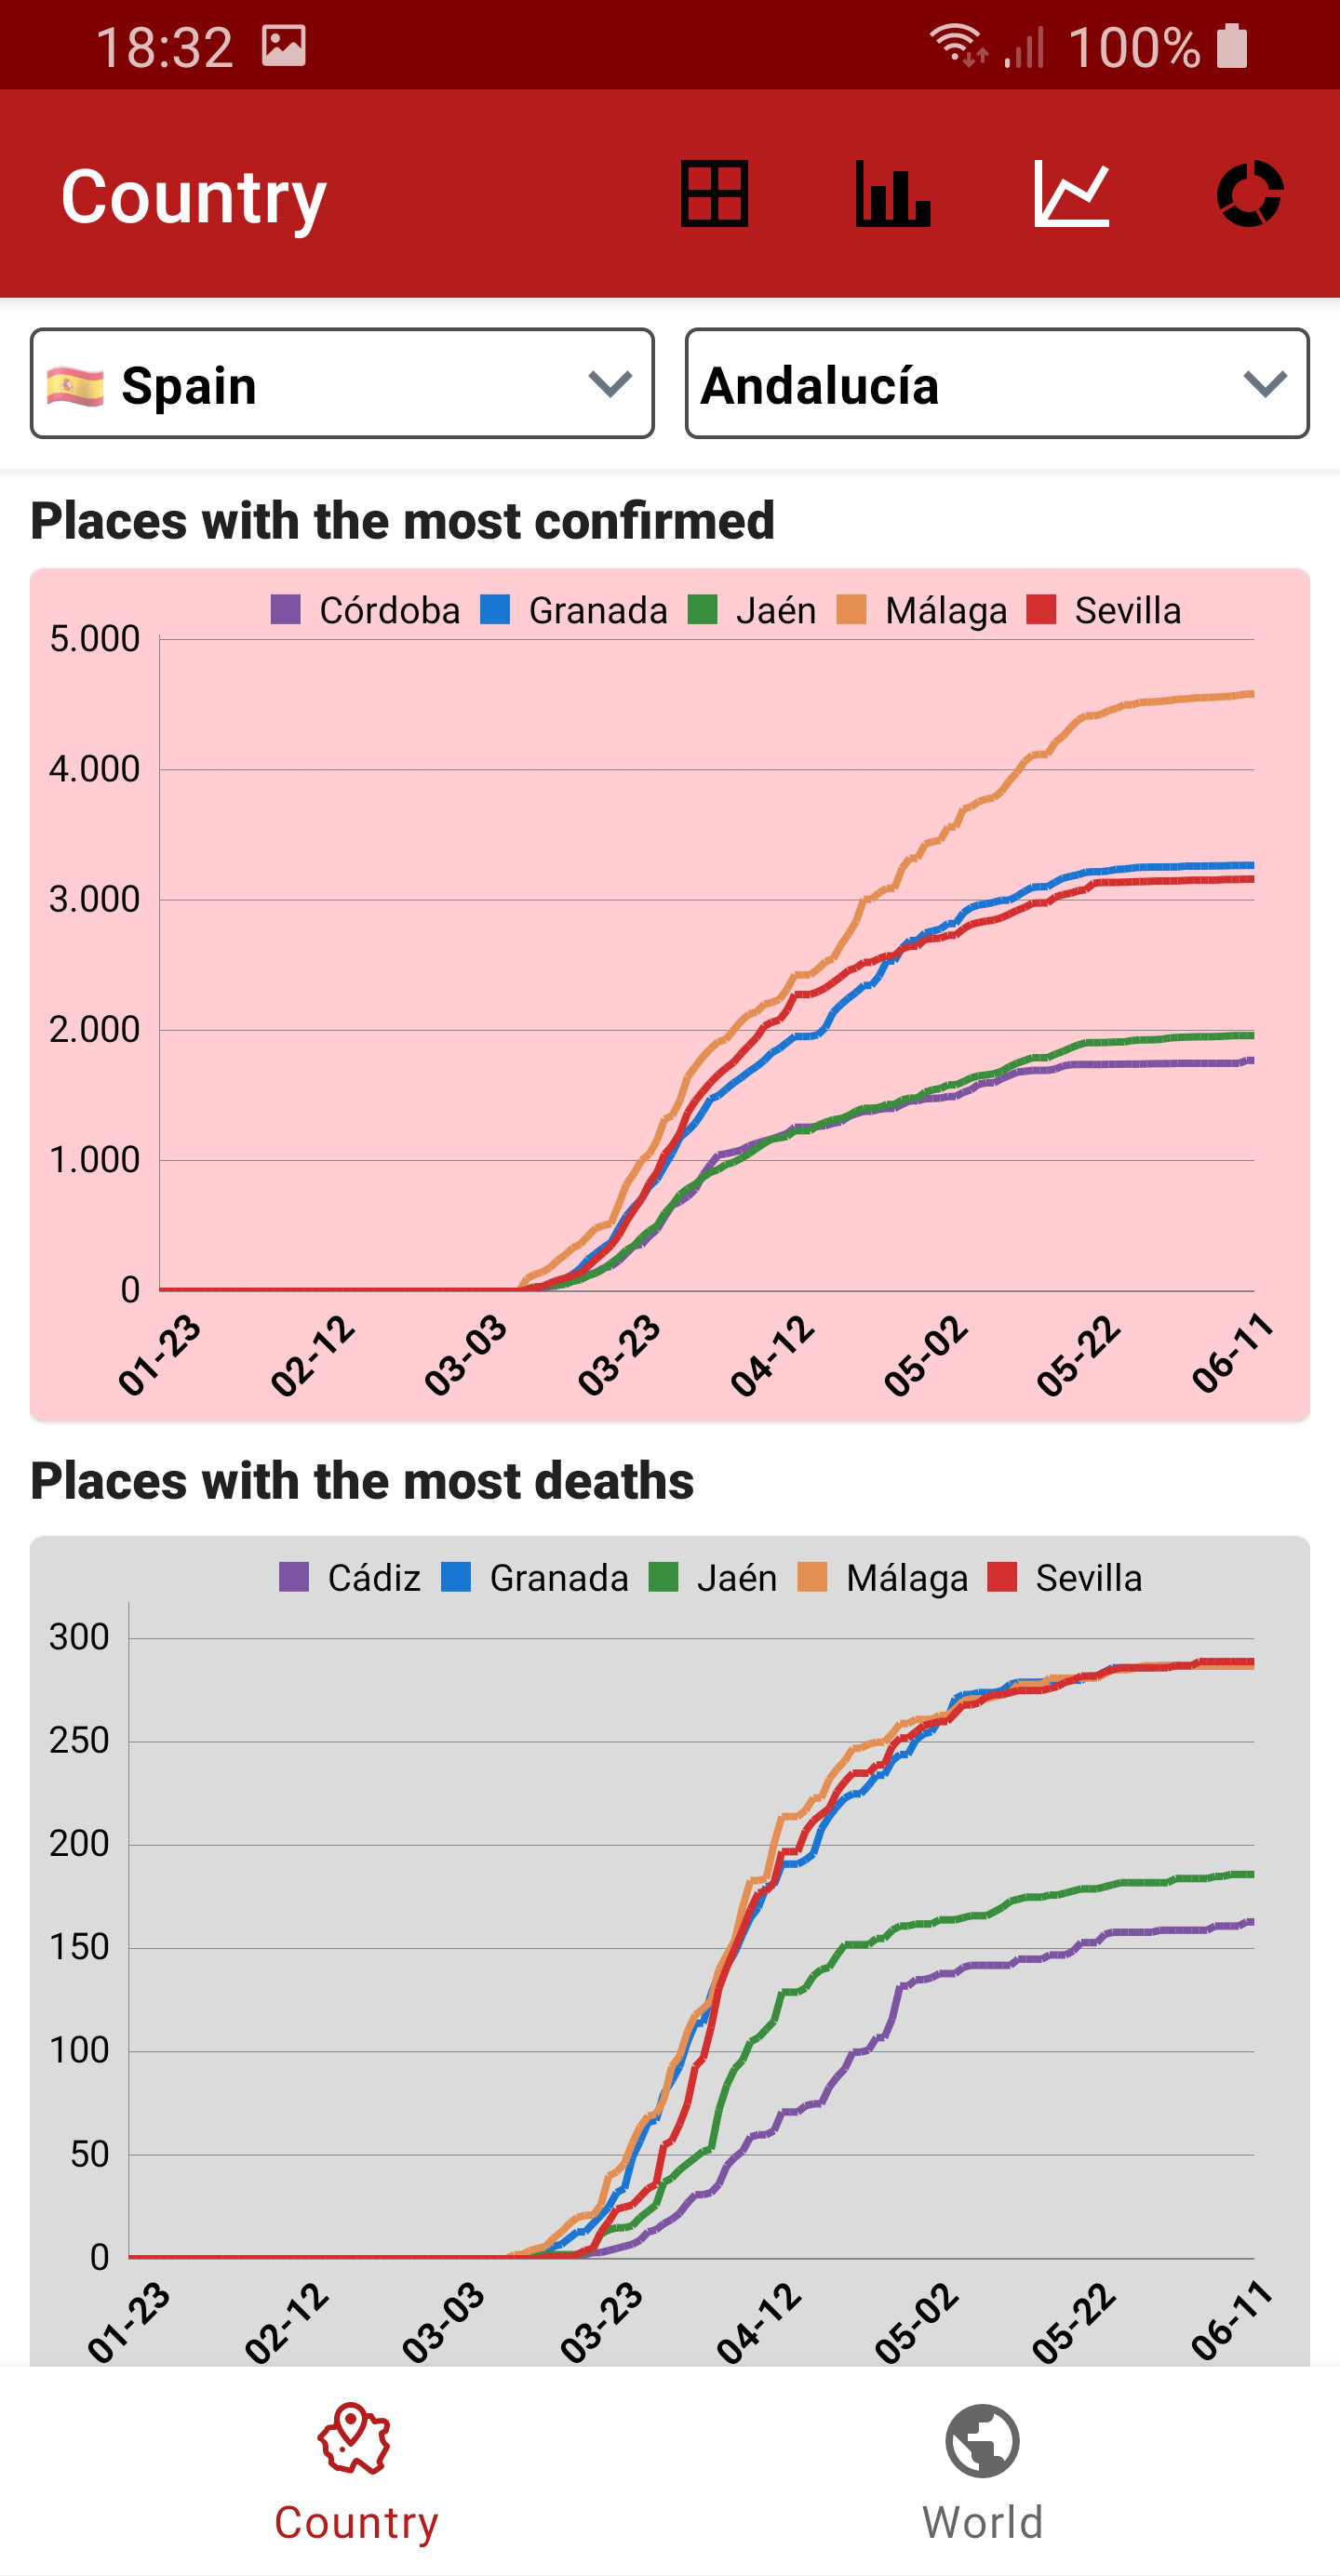 18:32 100%
Country
Spain Andalucía
Places with the most confirmed
Córdoba Granada Jaén Málaga Sevilla
5.000
4.000
3.000
2.000
1.000
0
01-23 02-12 03-03 03-23 04-12 05-02 05-22 06-11
Places with the most deaths
Cádiz Granada Jaén Málaga Sevilla
300
250
200
150
100
50
0
01-23 02-12 03-03 03-23 04-12 05-02 05-22 06-11
Country World